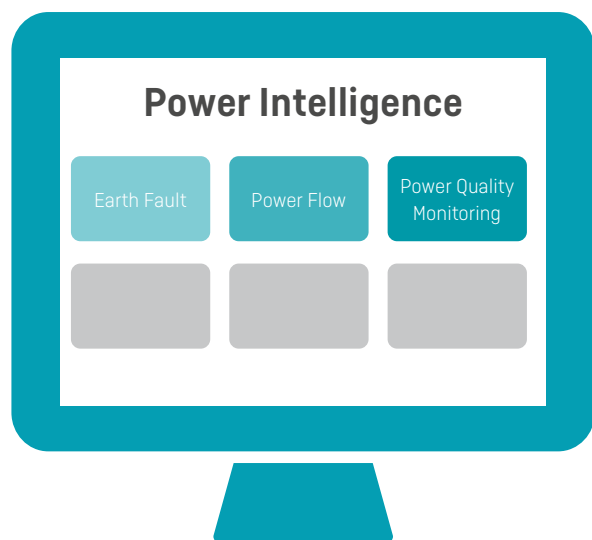 Power Intelligence
Earth Fault
Power Flow
Power Quality
Monitoring